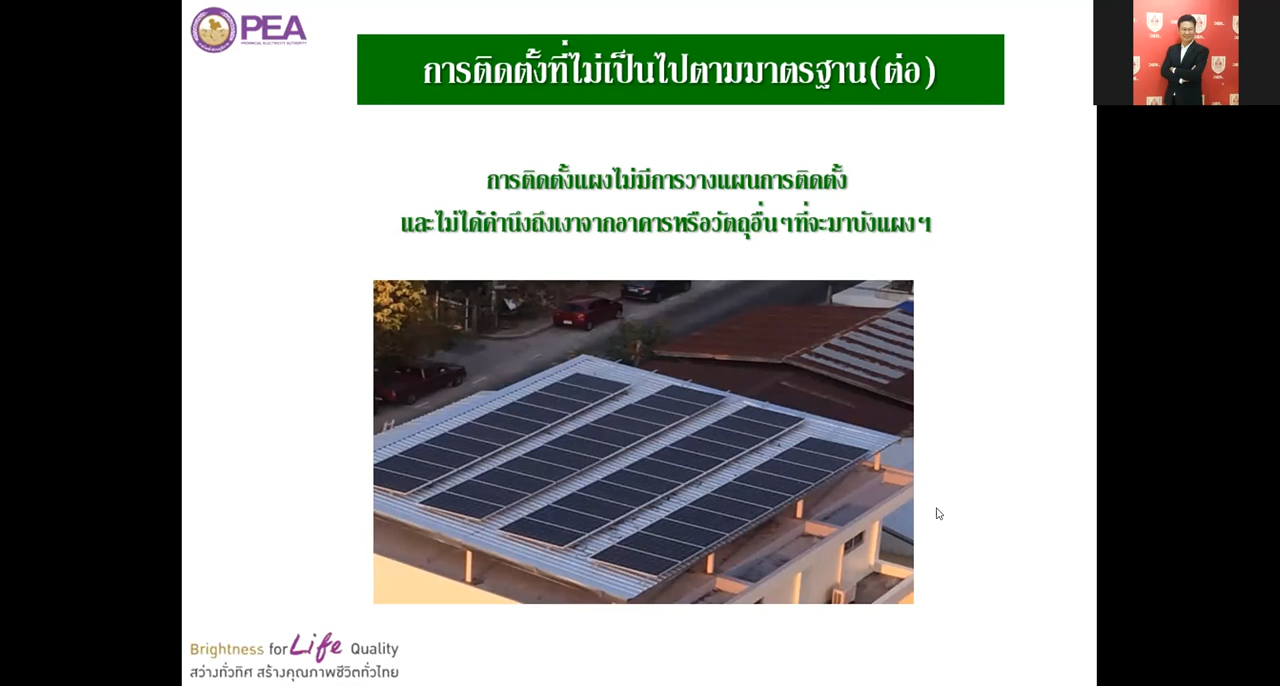 PEA
PROVINCIAL ELECTRICITY AUTHORITY
การติดตั้งที่ไม่เป็นไปตามมาตรฐาน(ต่อ)
การติดตั้งแผงไม่มีการวางแผนการติดตั้ง
และไม่ได้คำนึงถึงเงาจากอาคารหรือวัตถุอื่นๆที่จะมาบังแผงฯ
Brightness for Life Quality
สว่างทั่วทิศ สร้างคุณภาพชีวิตทั่วไทย